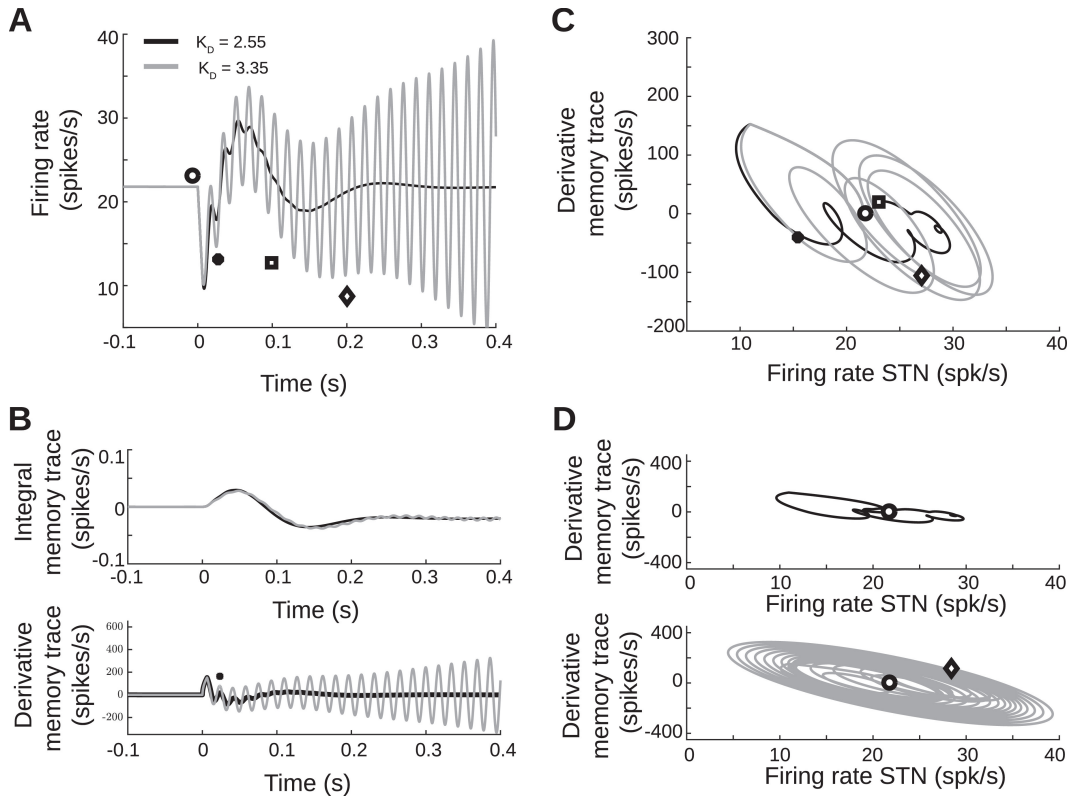 A
Firing rate
(spikes/s)
40
30
20
10
K_D = 2.55
K_D = 3.35
-0.1 0 0.1 0.2 0.3 0.4
Time (s)
C
Derivative
memory trace
(spikes/s)
300
200
100
0
-100
-200
10 20 30 40
Firing rate STN (spk/s)
B
Integral
memory trace
(spikes/s)
0.1
0
-0.1
-0.1 0 0.1 0.2 0.3 0.4
Time (s)
Derivative
memory trace
(spikes/s)
600
400
200
0
-200
-0.1 0 0.1 0.2 0.3 0.4
Time (s)
D
Derivative
memory trace
(spikes/s)
400
0
-400
0 10 20 30 40
Firing rate STN (spk/s)
Derivative
memory trace
(spikes/s)
400
0
-400
0 10 20 30 40
Firing rate STN (spk/s)